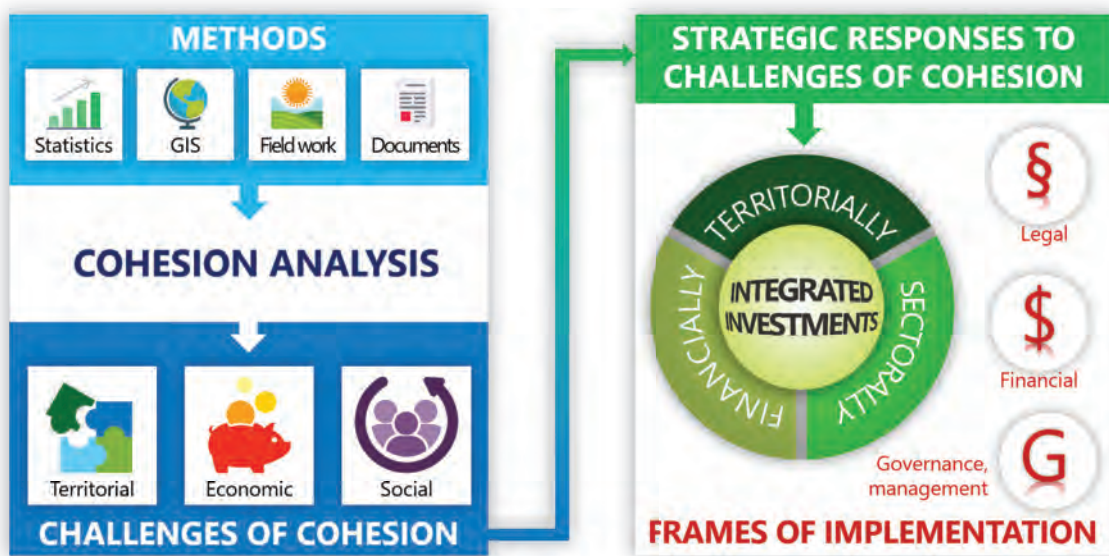 METHODS
Statistics
GIS
Field work
Documents
COHESION ANALYSIS
Territorial
Economic
Social
CHALLENGES OF COHESION
STRATEGIC RESPONSES TO
CHALLENGES OF COHESION
TERRITORIALLY
SECTORALLY
FINANCIALLY
INTEGRATED
INVESTMENTS
§
Legal
$
Financial
G
Governance,
management
FRAMES OF IMPLEMENTATION